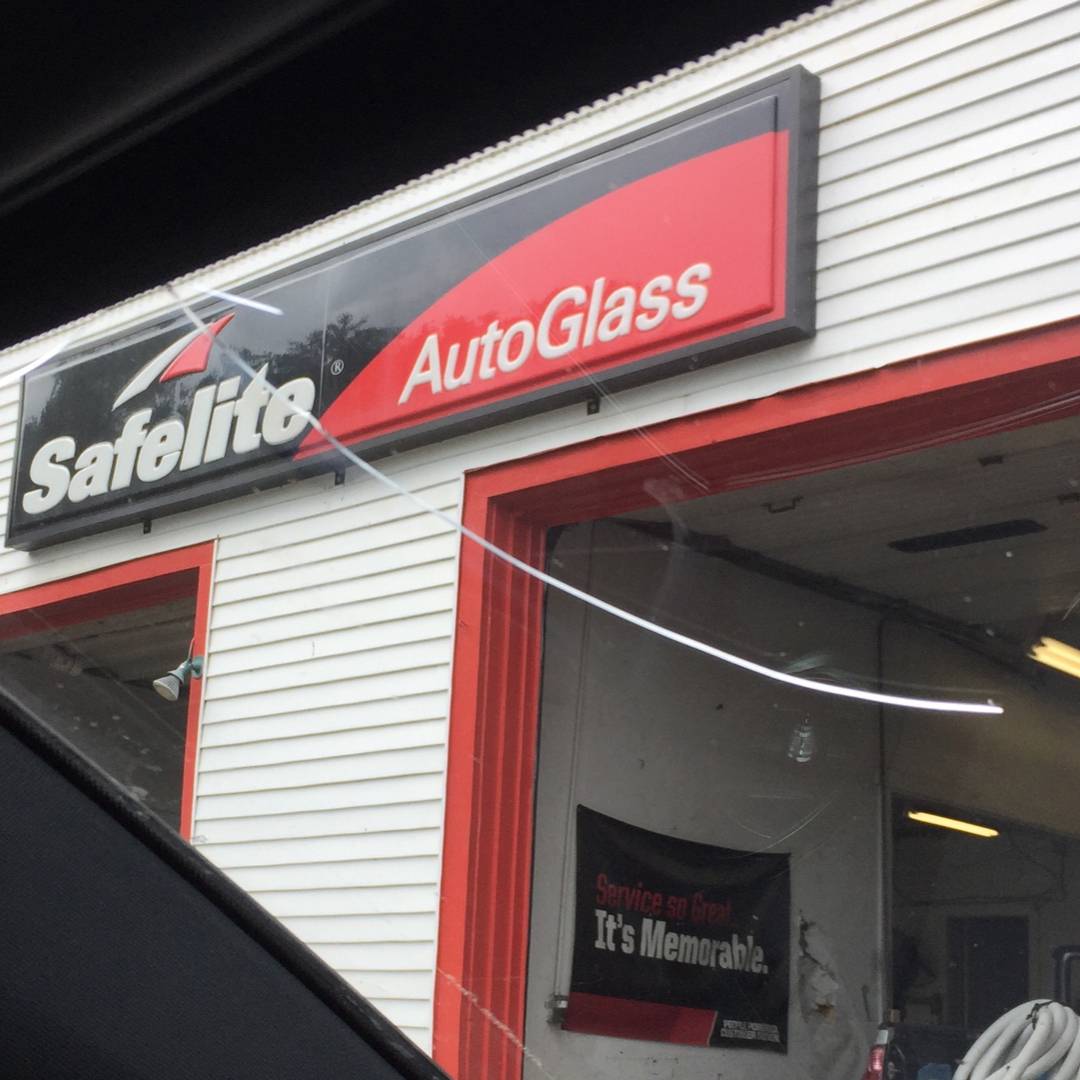 Safelite®
AutoGlass
Service so Great
It's Memorable.